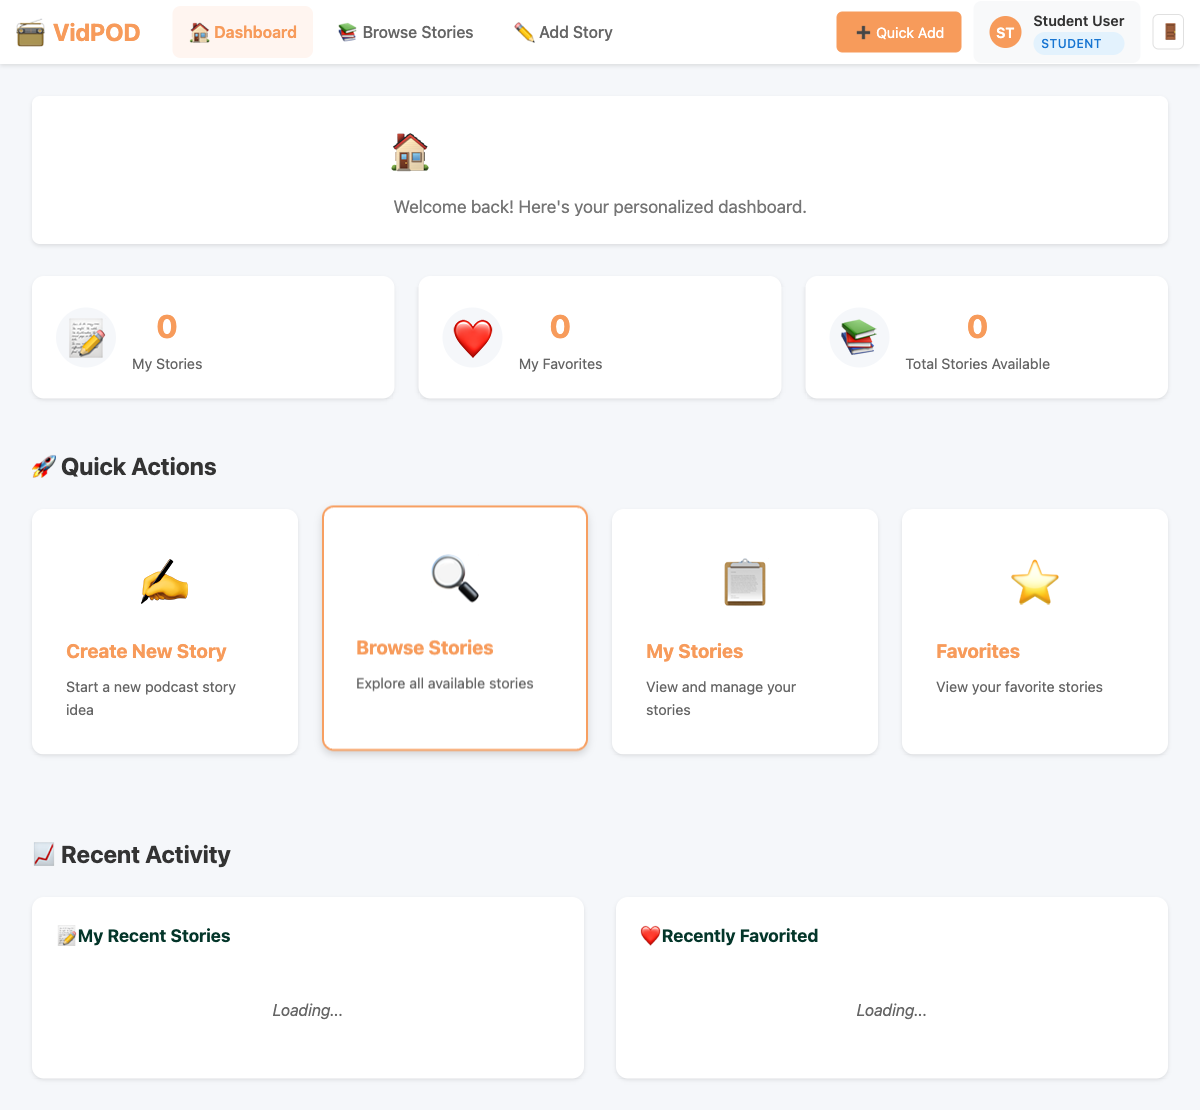 VidPOD
Dashboard
Browse Stories
Add Story
Quick Add
ST
Student User
STUDENT
Welcome back! Here's your personalized dashboard.
0
My Stories
0
My Favorites
0
Total Stories Available
Quick Actions
Create New Story
Start a new podcast story
idea
Browse Stories
Explore all available stories
My Stories
View and manage your
stories
Favorites
View your favorite stories
Recent Activity
My Recent Stories
Loading...
Recently Favorited
Loading...